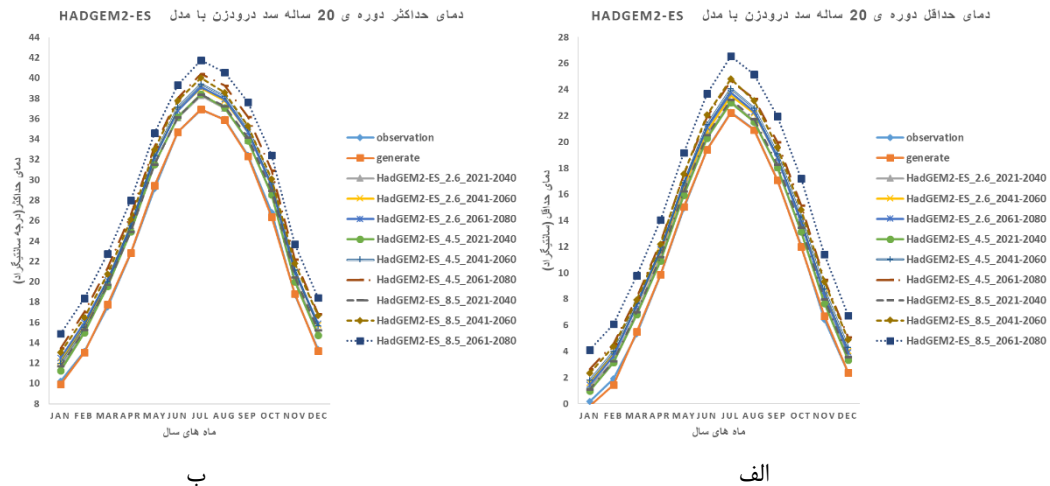 دمای حداکثر دوره ی 20 ساله سد درودزن با مدل HADGEM2-ES
44
42
40
38
36
34
32
30
28
26
24
22
20
18
16
14
12
10
8
دمای حداکثر(درجه سانتیگراد)
JAN FEB MAR APR MAY JUN JUL AUG SEP OCT NOV DEC
ماه های سال
observation
generate
HadGEM2-ES_2.6_2021-2040
HadGEM2-ES_2.6_2041-2060
HadGEM2-ES_2.6_2061-2080
HadGEM2-ES_4.5_2021-2040
HadGEM2-ES_4.5_2041-2060
HadGEM2-ES_4.5_2061-2080
HadGEM2-ES_8.5_2021-2040
HadGEM2-ES_8.5_2041-2060
HadGEM2-ES_8.5_2061-2080
ب
دمای حداقل دوره ی 20 ساله سد درودزن با مدل HADGEM2-ES
28
26
24
22
20
18
16
14
12
10
8
6
4
2
0
دمای حداقل (سانتیگراد)
JAN FEB MAR APR MAY JUN JUL AUG SEP OCT NOV DEC
ماه های سال
observation
generate
HadGEM2-ES_2.6_2021-2040
HadGEM2-ES_2.6_2041-2060
HadGEM2-ES_2.6_2061-2080
HadGEM2-ES_4.5_2021-2040
HadGEM2-ES_4.5_2041-2060
HadGEM2-ES_4.5_2061-2080
HadGEM2-ES_8.5_2021-2040
HadGEM2-ES_8.5_2041-2060
HadGEM2-ES_8.5_2061-2080
الف